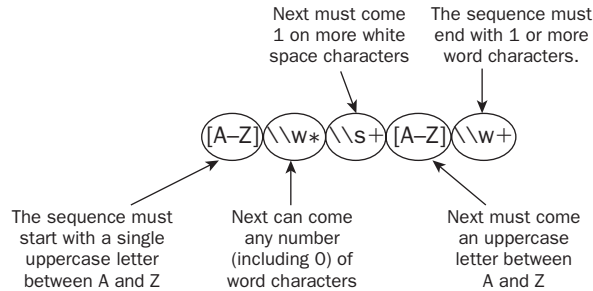 Next must come
1 on more white
space characters
The sequence must
end with 1 or more
word characters.
[A–Z]\\w*\\s+[A–Z]\\w+
The sequence must
start with a single
uppercase letter
between A and Z
Next can come
any number
(including 0) of
word characters
Next must come
an uppercase
letter between
A and Z